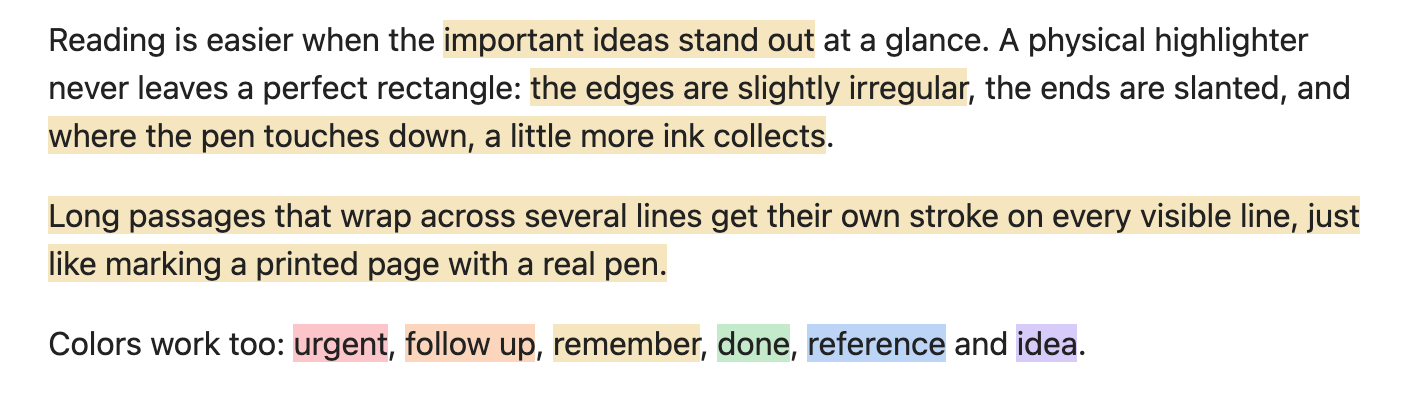 Reading is easier when the important ideas stand out at a glance. A physical highlighter
never leaves a perfect rectangle: the edges are slightly irregular, the ends are slanted, and
where the pen touches down, a little more ink collects.
Long passages that wrap across several lines get their own stroke on every visible line, just
like marking a printed page with a real pen.
Colors work too: urgent, follow up, remember, done, reference and idea.